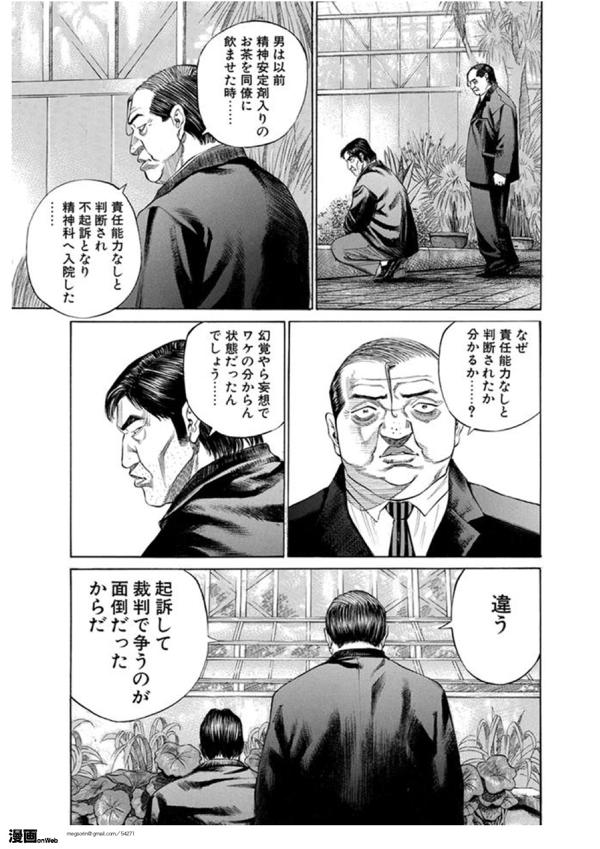 男は以前
精神安定剤入りの
お茶を同僚に
飲ませた時……
責任能力なしと
判断され
不起訴となり
精神科へ入院した
……
なぜ
責任能力なしと
判断されたか
分かるか……?
幻覚やら妄想で
ワケの分からん
状態だったん
でしょう……
違う
起訴して
裁判で争うのが
面倒だった
からだ
漫画onWeb
megaorin@gmail.com/54271